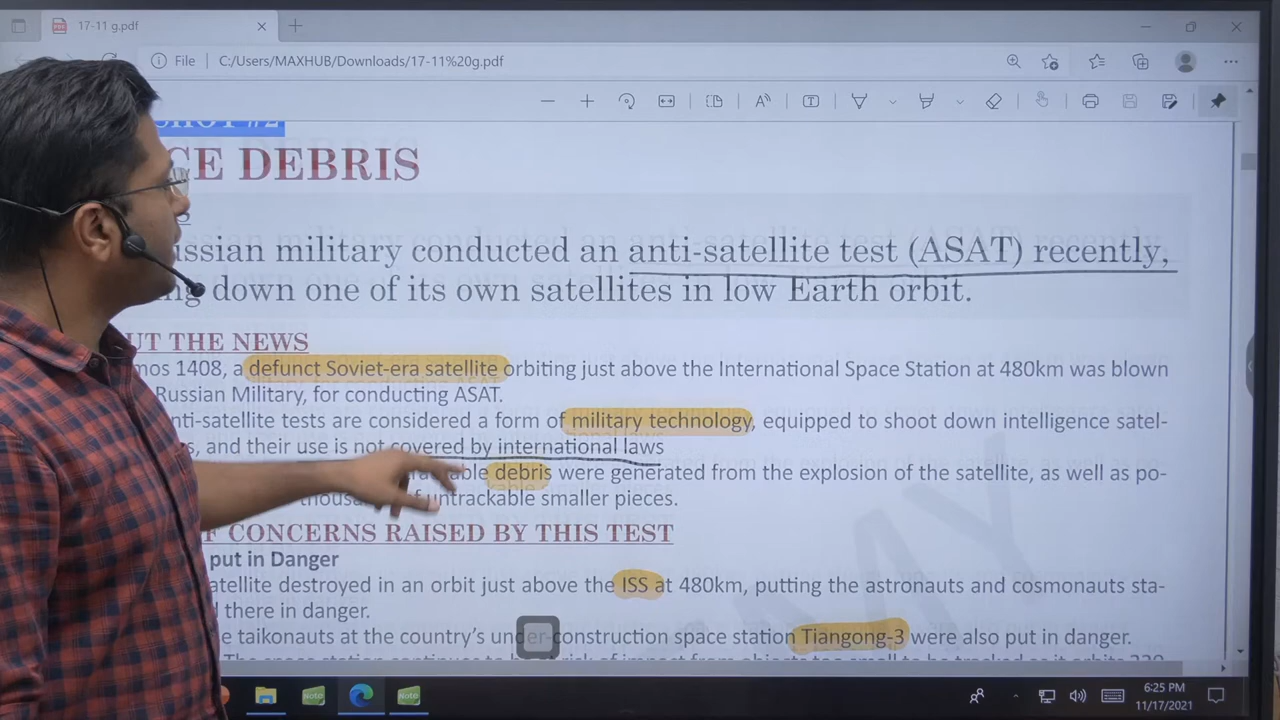 17-11 g.pdf
File
C:/Users/MAXHUB/Downloads/17-11%20g.pdf
#2
CE DEBRIS
ussian military conducted an anti-satellite test (ASAT) recently,
ng down one of its own satellites in low Earth orbit.
UT THE NEWS
mos 1408, a defunct Soviet-era satellite orbiting just above the International Space Station at 480km was blown
Russian Military, for conducting ASAT.
nti-satellite tests are considered a form of military technology, equipped to shoot down intelligence satel-
s, and their use is not covered by international laws
debris were generated from the explosion of the satellite, as well as po-
of untrackable smaller pieces.
F CONCERNS RAISED BY THIS TEST
put in Danger
atellite destroyed in an orbit just above the ISS at 480km, putting the astronauts and cosmonauts sta-
d there in danger.
e taikonauts at the country's under-construction space station Tiangong-3 were also put in danger.
Note
Note
6:25 PM
11/17/2021